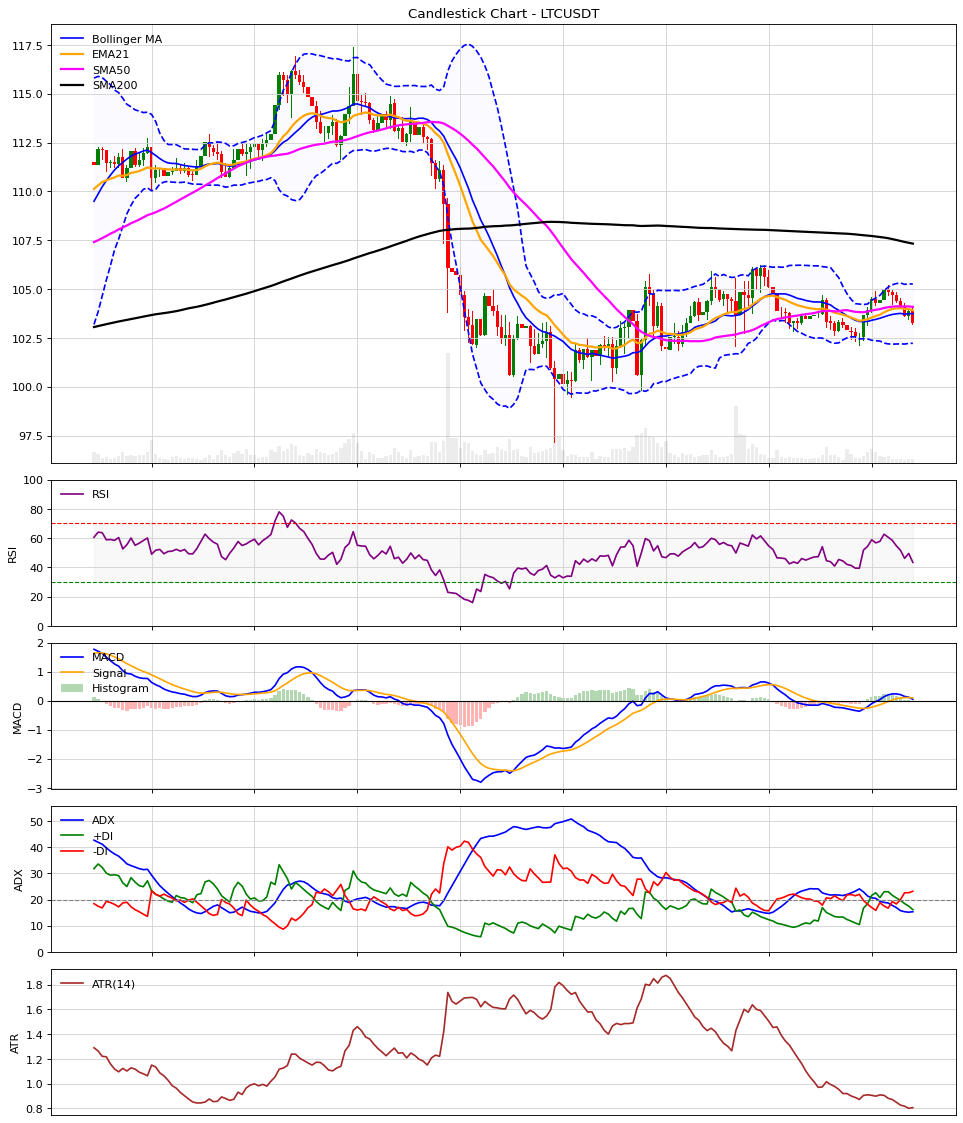 Candlestick Chart - LTCUSDT
Bollinger MA
EMA21
SMA50
SMA200
117.5
115.0
112.5
110.0
107.5
105.0
102.5
100.0
97.5
RSI
RSI
100
80
60
40
20
0
MACD
Signal
Histogram
MACD
2
1
0
−1
−2
−3
ADX
+DI
-DI
ADX
50
40
30
20
10
0
ATR(14)
ATR
1.8
1.6
1.4
1.2
1.0
0.8